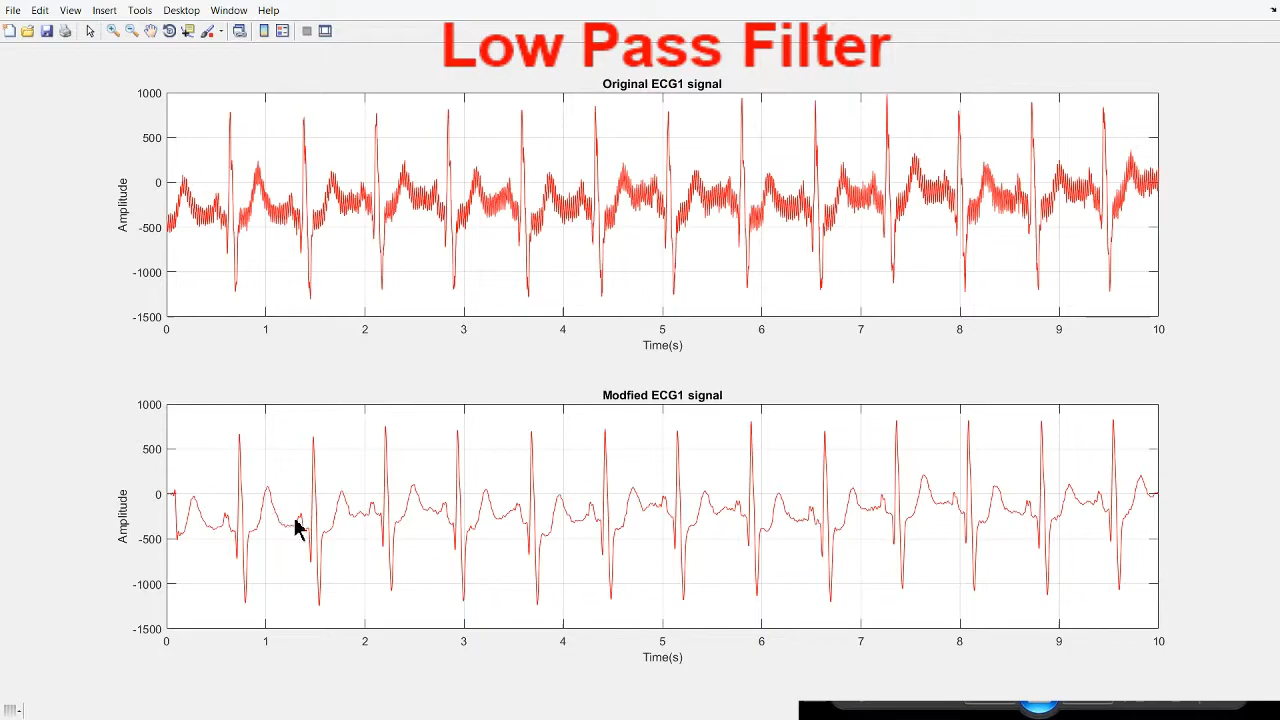 File Edit View Insert Tools Desktop Window Help
Low Pass Filter
Original ECG1 signal
1000
500
0
-500
-1000
-1500
Amplitude
0 1 2 3 4 5 6 7 8 9 10
Time(s)
Modfied ECG1 signal
1000
500
0
-500
-1000
-1500
Amplitude
0 1 2 3 4 5 6 7 8 9 10
Time(s)